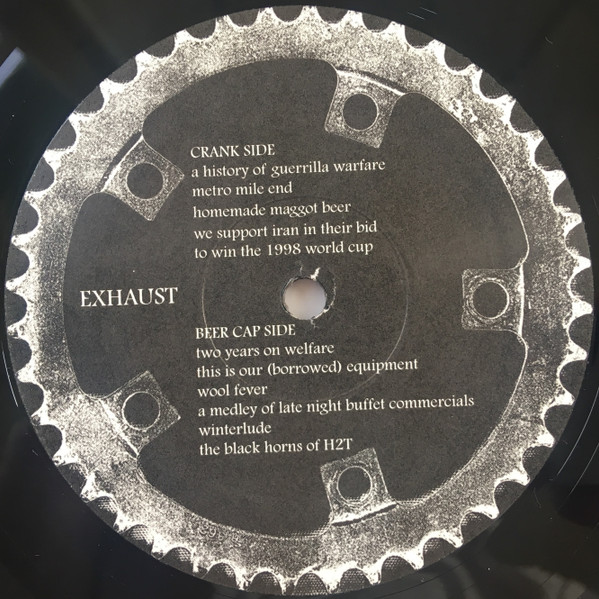 CRANK SIDE
a history of guerrilla warfare
metro mile end
homemade maggot beer
we support iran in their bid
to win the 1998 world cup
EXHAUST
BEER CAP SIDE
two years on welfare
this is our (borrowed) equipment
wool fever
a medley of late night buffet commercials
winterlude
the black horns of H2T